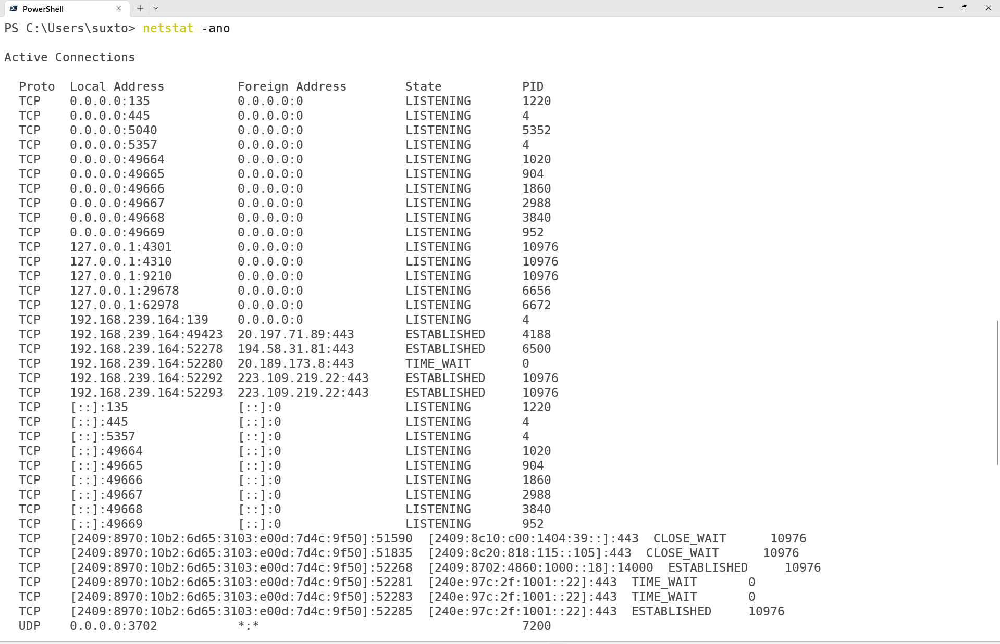 PowerShell
PS C:\Users\suxto> netstat -ano
Active Connections
Proto  Local Address          Foreign Address        State           PID
TCP    0.0.0.0:135            0.0.0.0:0              LISTENING       1220
TCP    0.0.0.0:445            0.0.0.0:0              LISTENING       4
TCP    0.0.0.0:5040           0.0.0.0:0              LISTENING       5352
TCP    0.0.0.0:5357           0.0.0.0:0              LISTENING       4
TCP    0.0.0.0:49664          0.0.0.0:0              LISTENING       1020
TCP    0.0.0.0:49665          0.0.0.0:0              LISTENING       904
TCP    0.0.0.0:49666          0.0.0.0:0              LISTENING       1860
TCP    0.0.0.0:49667          0.0.0.0:0              LISTENING       2988
TCP    0.0.0.0:49668          0.0.0.0:0              LISTENING       3840
TCP    0.0.0.0:49669          0.0.0.0:0              LISTENING       952
TCP    127.0.0.1:4301         0.0.0.0:0              LISTENING       10976
TCP    127.0.0.1:4310         0.0.0.0:0              LISTENING       10976
TCP    127.0.0.1:9210         0.0.0.0:0              LISTENING       10976
TCP    127.0.0.1:29678        0.0.0.0:0              LISTENING       6656
TCP    127.0.0.1:62978        0.0.0.0:0              LISTENING       6672
TCP    192.168.239.164:139    0.0.0.0:0              LISTENING       4
TCP    192.168.239.164:49423  20.197.71.89:443       ESTABLISHED     4188
TCP    192.168.239.164:52278  194.58.31.81:443       ESTABLISHED     6500
TCP    192.168.239.164:52280  20.189.173.8:443       TIME_WAIT       0
TCP    192.168.239.164:52292  223.109.219.22:443     ESTABLISHED     10976
TCP    192.168.239.164:52293  223.109.219.22:443     ESTABLISHED     10976
TCP    [::]:135               [::]:0                 LISTENING       1220
TCP    [::]:445               [::]:0                 LISTENING       4
TCP    [::]:5357              [::]:0                 LISTENING       4
TCP    [::]:49664             [::]:0                 LISTENING       1020
TCP    [::]:49665             [::]:0                 LISTENING       904
TCP    [::]:49666             [::]:0                 LISTENING       1860
TCP    [::]:49667             [::]:0                 LISTENING       2988
TCP    [::]:49668             [::]:0                 LISTENING       3840
TCP    [::]:49669             [::]:0                 LISTENING       952
TCP    [2409:8970:10b2:6d65:3103:e00d:7d4c:9f50]:51590  [2409:8c10:c00:1404:39::]:443  CLOSE_WAIT      10976
TCP    [2409:8970:10b2:6d65:3103:e00d:7d4c:9f50]:51835  [2409:8c20:818:115::105]:443  CLOSE_WAIT      10976
TCP    [2409:8970:10b2:6d65:3103:e00d:7d4c:9f50]:52268  [2409:8702:4860:1000::18]:14000  ESTABLISHED     10976
TCP    [2409:8970:10b2:6d65:3103:e00d:7d4c:9f50]:52281  [240e:97c:2f:1001::22]:443  TIME_WAIT       0
TCP    [2409:8970:10b2:6d65:3103:e00d:7d4c:9f50]:52283  [240e:97c:2f:1001::22]:443  TIME_WAIT       0
TCP    [2409:8970:10b2:6d65:3103:e00d:7d4c:9f50]:52285  [240e:97c:2f:1001::22]:443  ESTABLISHED     10976
UDP    0.0.0.0:3702           *:*                                    7200